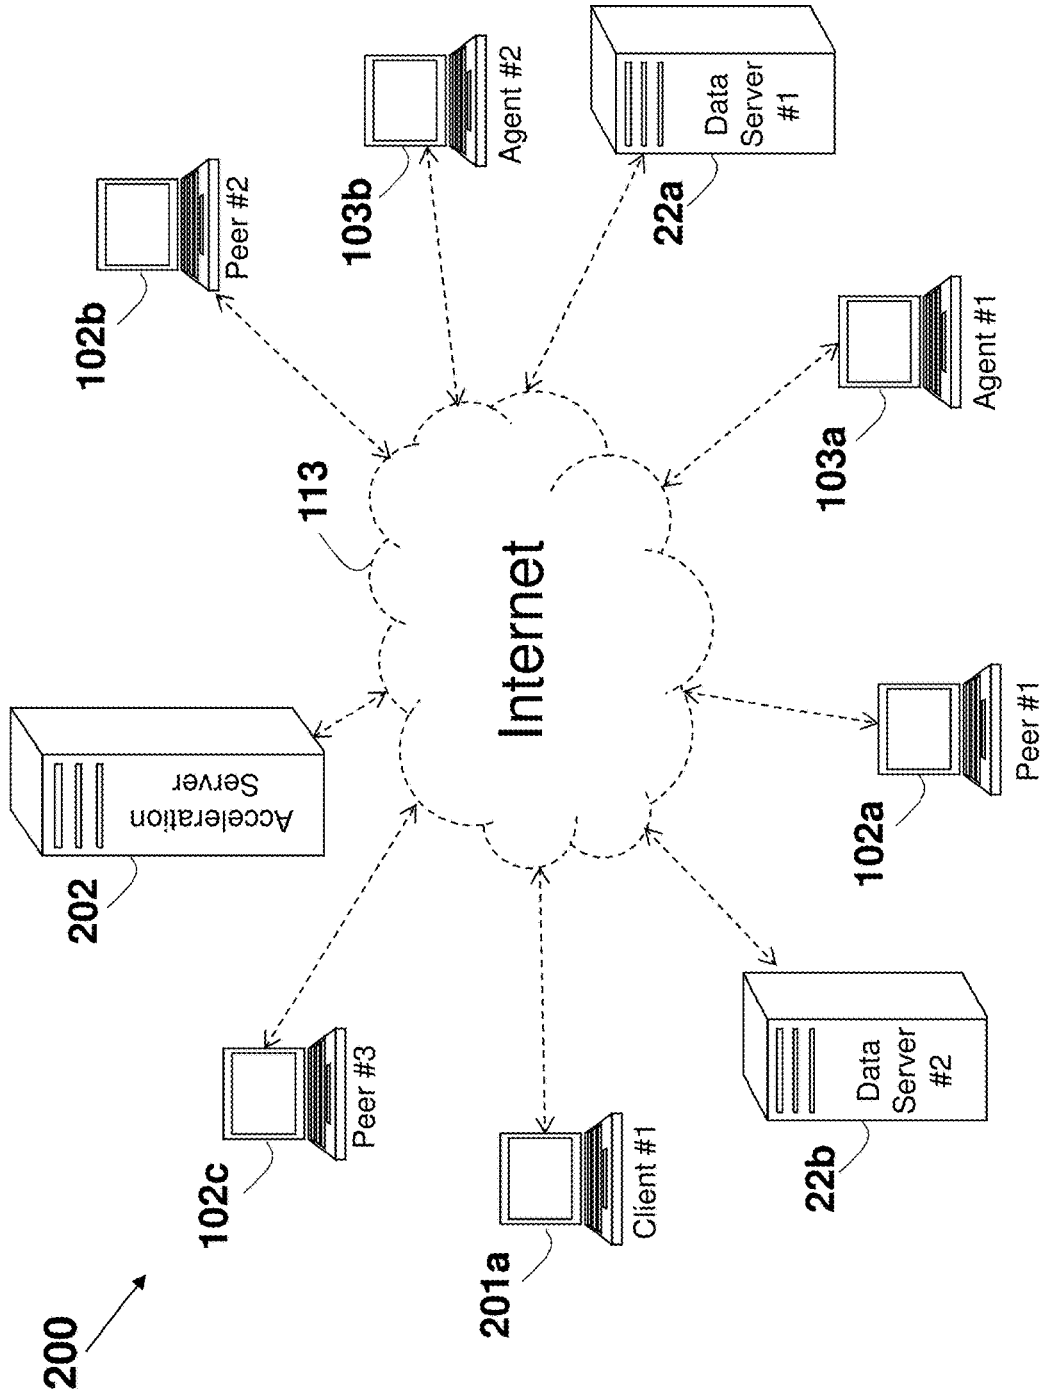 200
202
Acceleration
Server
113
102b
Peer #2
103b
Agent #2
102c
Peer #3
Internet
201a
Client #1
22a
Data
Server
#1
22b
Data
Server
#2
102a
Peer #1
103a
Agent #1